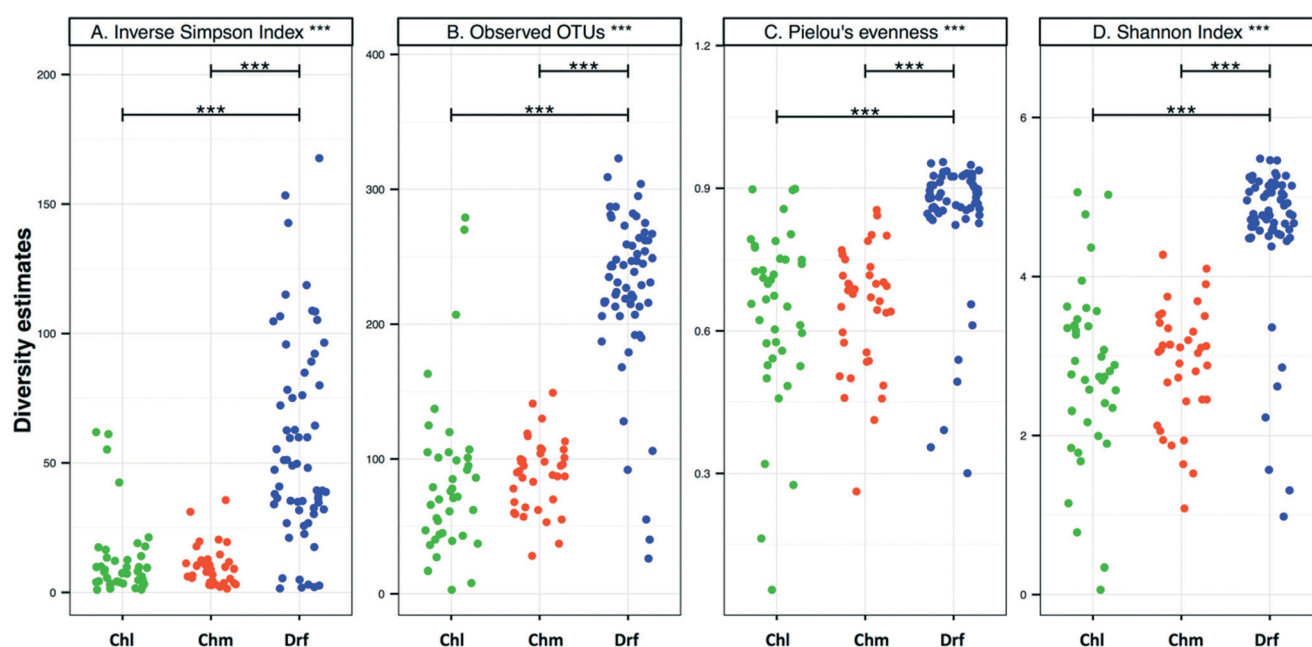 A. Inverse Simpson Index ***
B. Observed OTUs ***
C. Pielou's evenness ***
D. Shannon Index ***
Diversity estimates
200
150
100
50
0
***
***
Chl Chm Drf
400
300
200
100
0
***
***
Chl Chm Drf
1.2
0.9
0.6
0.3
***
***
Chl Chm Drf
6
4
2
0
***
***
Chl Chm Drf